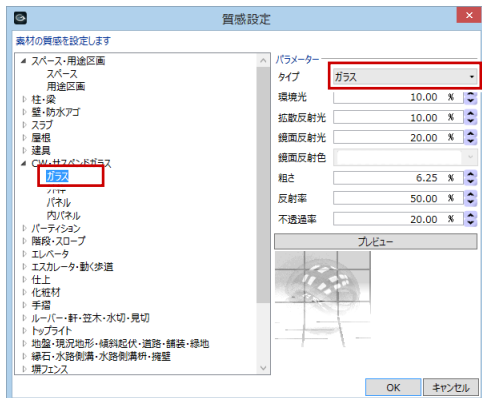 質感設定
素材の質感を設定します
スペース・用途区画
スペース
用途区画
柱・梁
壁・防水アゴ
スラブ
屋根
建具
CW・サスペンドガラス
ガラス
パネル
内パネル
パーティション
階段・スロープ
エレベータ
エスカレータ・動く歩道
仕上
化粧材
手摺
ルーバー・軒・笠木・水切・見切
トップライト
地盤・現況地形・傾斜起伏・道路・舗装・緑地
縁石・水路側溝・水路側溝桝・擁壁
塀フェンス
パラメーター
タイプ ガラス
環境光 10.00 %
拡散反射光 10.00 %
鏡面反射光 20.00 %
鏡面反射色
粗さ 6.25 %
反射率 50.00 %
不透過率 20.00 %
プレビュー
OK キャンセル